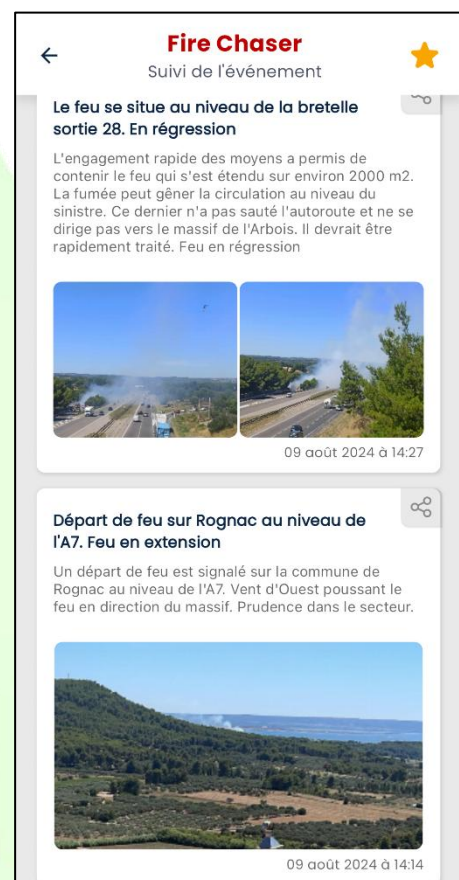 Fire Chaser
Suivi de l'événement
Le feu se situe au niveau de la bretelle
sortie 28. En régression
L'engagement rapide des moyens a permis de
contenir le feu qui s'est étendu sur environ 2000 m2.
La fumée peut gêner la circulation au niveau du
sinistre. Ce dernier n'a pas sauté l'autoroute et ne se
dirige pas vers le massif de l'Arbois. Il devrait être
rapidement traité. Feu en régression
09 août 2024 à 14:27
Départ de feu sur Rognac au niveau de
l'A7. Feu en extension
Un départ de feu est signalé sur la commune de
Rognac au niveau de l'A7. Vent d'Ouest poussant le
feu en direction du massif. Prudence dans le secteur.
09 août 2024 à 14:14